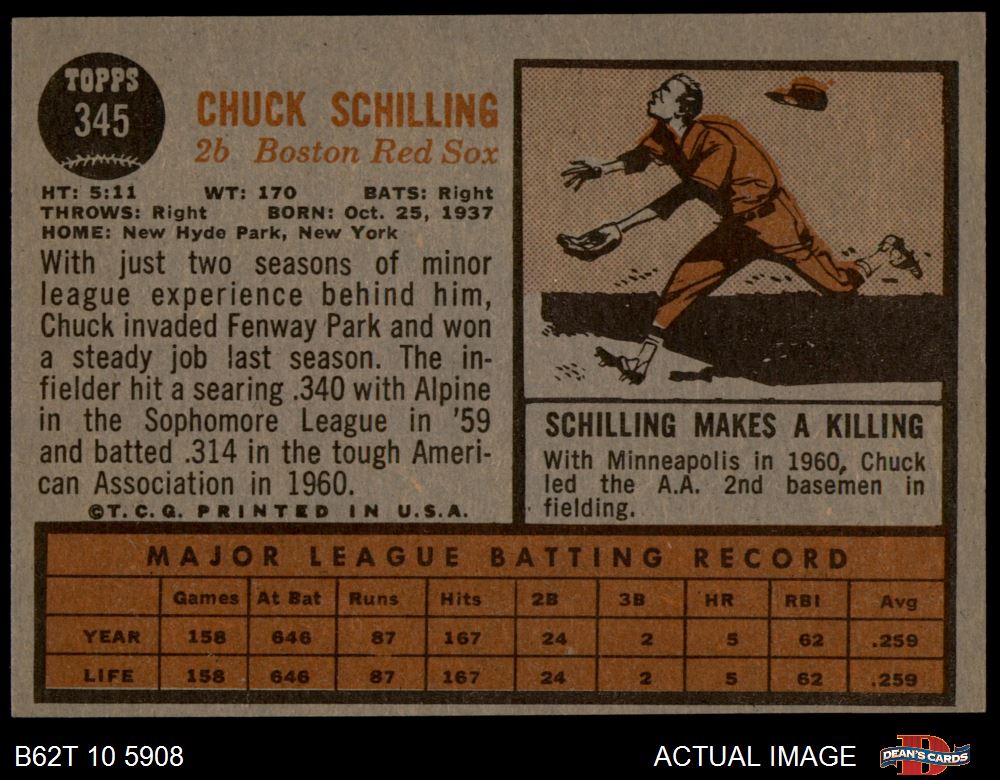 TOPPS
345
CHUCK SCHILLING
2b Boston Red Sox
HT: 5:11 WT: 170 BATS: Right
THROWS: Right BORN: Oct. 25, 1937
HOME: New Hyde Park, New York
With just two seasons of minor
league experience behind him,
Chuck invaded Fenway Park and won
a steady job last season. The in-
fielder hit a searing .340 with Alpine
in the Sophomore League in '59
and batted .314 in the tough Ameri-
can Association in 1960.
©T.C.G. PRINTED IN U.S.A.
SCHILLING MAKES A KILLING
With Minneapolis in 1960, Chuck
led the A.A. 2nd basemen in
fielding.
MAJOR LEAGUE BATTING RECORD
Games At Bat Runs Hits 2B 3B HR RBI Avg
YEAR 158 646 87 167 24 2 5 62 .259
LIFE 158 646 87 167 24 2 5 62 .259
B62T 10 5908 ACTUAL IMAGE DEAN'S CARDS